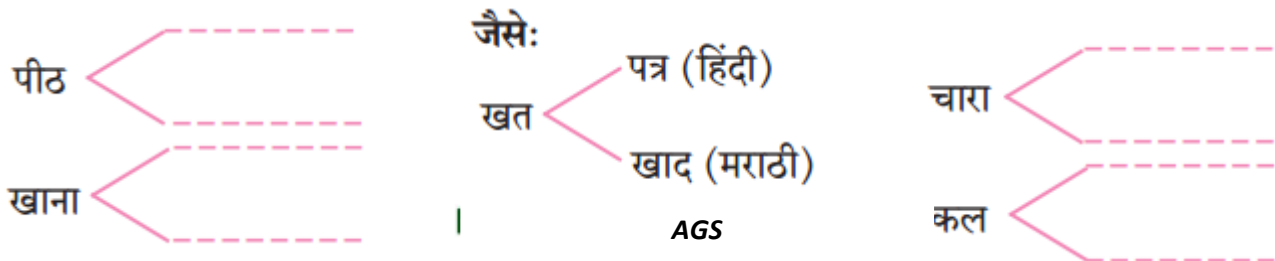 जैसेः
पीठ
खत
पत्र (हिंदी)
खाद (मराठी)
चारा
खाना
AGS
कल